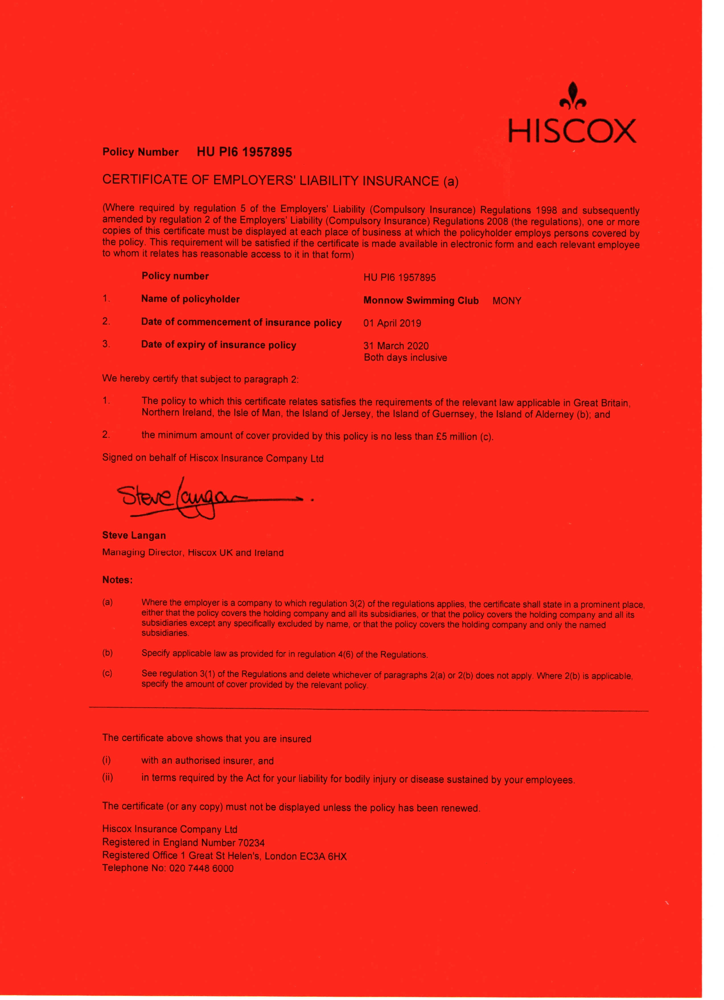 HISCOX
Policy Number HU PI6 1957895
CERTIFICATE OF EMPLOYERS' LIABILITY INSURANCE (a)
(Where required by regulation 5 of the Employers' Liability (Compulsory Insurance) Regulations 1998 and subsequently
amended by regulation 2 of the Employers' Liability (Compulsory Insurance) Regulations 2008 (the regulations), one or more
copies of this certificate must be displayed at each place of business at which the policyholder employs persons covered by
the policy. This requirement will be satisfied if the certificate is made available in electronic form and each relevant employee
to whom it relates has reasonable access to it in that form)
Policy number HU PI6 1957895
1. Name of policyholder Monnow Swimming Club MONY
2. Date of commencement of insurance policy 01 April 2019
3. Date of expiry of insurance policy 31 March 2020
Both days inclusive
We hereby certify that subject to paragraph 2:
1. The policy to which this certificate relates satisfies the requirements of the relevant law applicable in Great Britain,
Northern Ireland, the Isle of Man, the Island of Jersey, the Island of Guernsey, the Island of Alderney (b); and
2. the minimum amount of cover provided by this policy is no less than £5 million (c).
Signed on behalf of Hiscox Insurance Company Ltd
Steve Langan
Steve Langan
Managing Director, Hiscox UK and Ireland
Notes:
(a) Where the employer is a company to which regulation 3(2) of the regulations applies, the certificate shall state in a prominent place,
either that the policy covers the holding company and all its subsidiaries, or that the policy covers the holding company and all its
subsidiaries except any specifically excluded by name, or that the policy covers the holding company and only the named
subsidiaries.
(b) Specify applicable law as provided for in regulation 4(6) of the Regulations.
(c) See regulation 3(1) of the Regulations and delete whichever of paragraphs 2(a) or 2(b) does not apply. Where 2(b) is applicable,
specify the amount of cover provided by the relevant policy.
The certificate above shows that you are insured
(i) with an authorised insurer, and
(ii) in terms required by the Act for your liability for bodily injury or disease sustained by your employees.
The certificate (or any copy) must not be displayed unless the policy has been renewed.
Hiscox Insurance Company Ltd
Registered in England Number 70234
Registered Office 1 Great St Helen's, London EC3A 6HX
Telephone No: 020 7448 6000